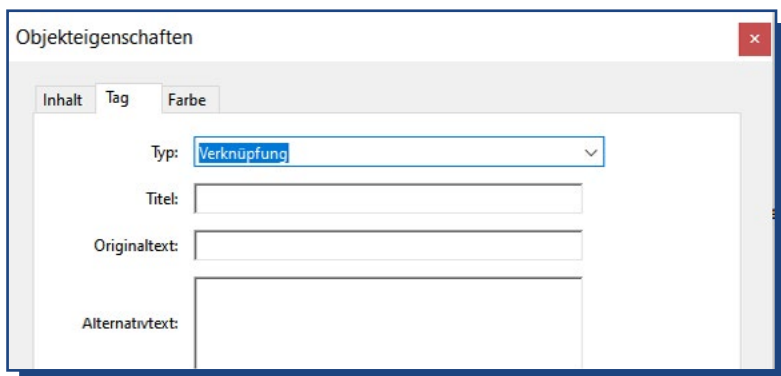 Objekteigenschaften
Inhalt Tag Farbe
Typ: Verknüpfung
Titel:
Originaltext:
Alternativtext: